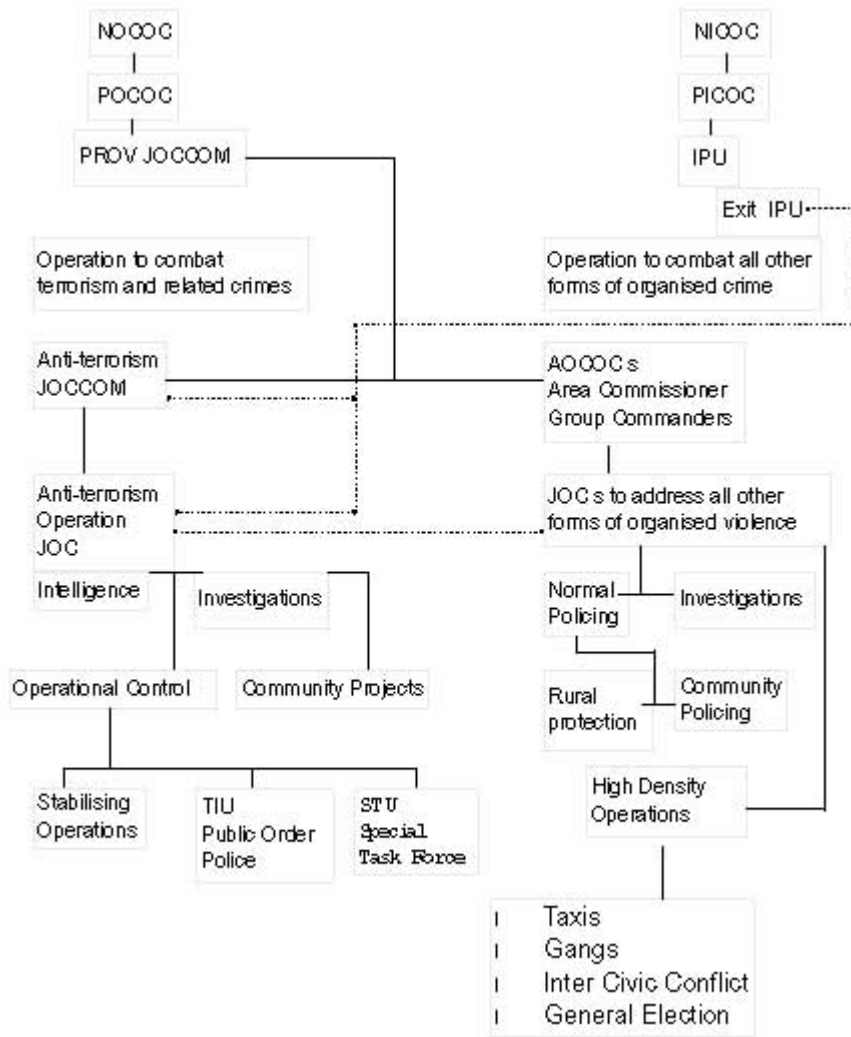 NOCOC
NICOC
POCOC
PICOC
PROV JOCCOM
IPU
Exit IPU
Operation to combat
terrorism and related crimes
Operation to combat all other
forms of organised crime
Anti-terrorism
JOCCOM
AOCOCs
Area Commissioner
Group Commanders
Anti-terrorism
Operation
JOC
JOCs to address all other
forms of organised violence
Intelligence
Investigations
Normal
Policing
Investigations
Operational Control
Community Projects
Rural
protection
Community
Policing
Stabilising
Operations
TIU
Public Order
Police
STU
Special
Task Force
High Density
Operations
Taxis
Gangs
Inter Civic Conflict
General Election